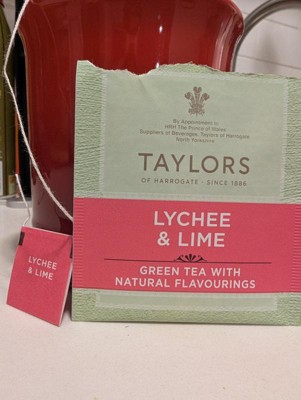 By Appointment to
HRH The Prince of Wales
Suppliers of Beverages, Taylors of Harrogate
North Yorkshire
TAYLORS
OF HARROGATE · SINCE 1886
LYCHEE
& LIME
GREEN TEA WITH
NATURAL FLAVOURINGS
LYCHEE
& LIME